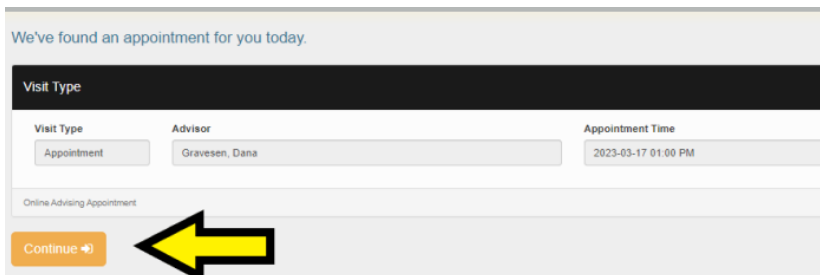 We've found an appointment for you today.
Visit Type
Visit Type Advisor Appointment Time
Appointment Gravesen, Dana 2023-03-17 01:00 PM
Online Advising Appointment
Continue